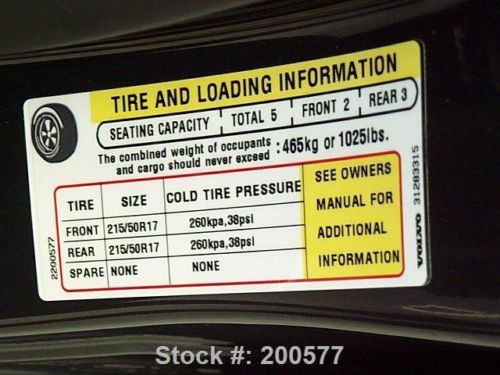 TIRE AND LOADING INFORMATION
SEATING CAPACITY TOTAL 5 FRONT 2 REAR 3
The combined weight of occupants
and cargo should never exceed : 465kg or 1025lbs.
TIRE SIZE COLD TIRE PRESSURE
FRONT 215/50R17 260kpa,38psi
REAR 215/50R17 260kpa,38psi
SPARE NONE NONE
SEE OWNERS
MANUAL FOR
ADDITIONAL
INFORMATION
2200577
VOLVO 31283315
Stock #: 200577